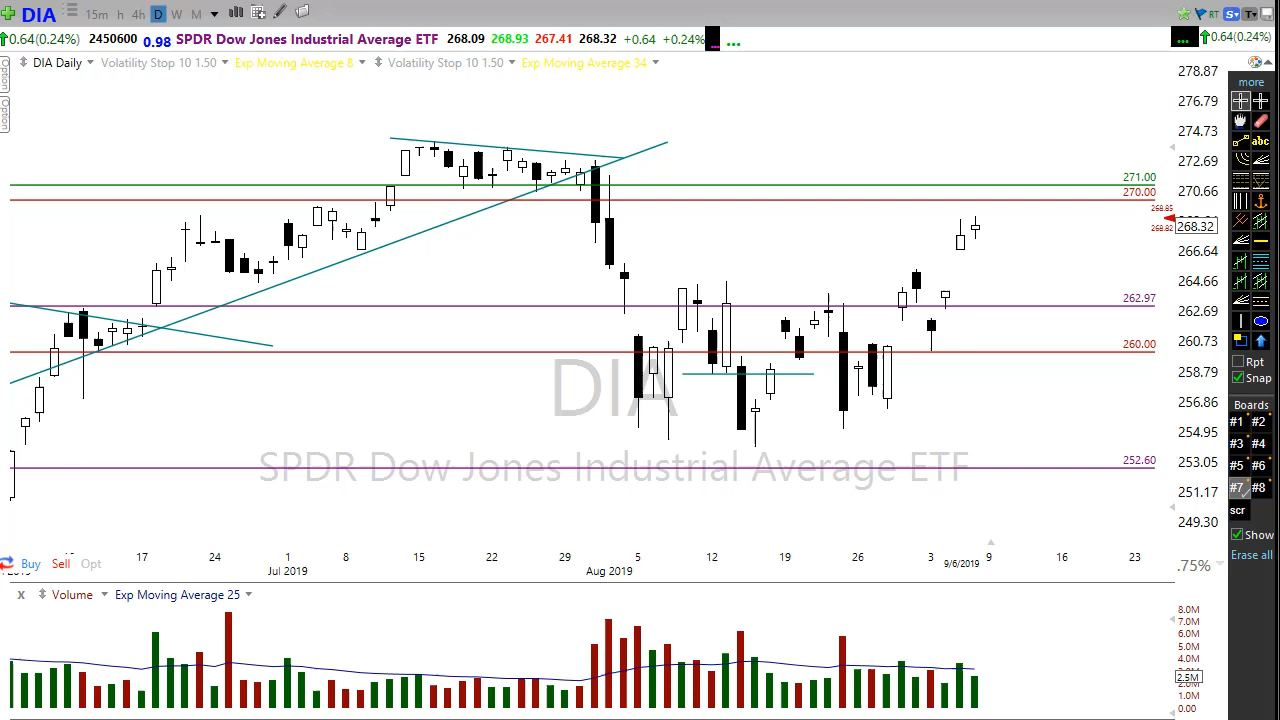 DIA 15m h 4h D W M RT S T
0.64(0.24%) 2450600 0.98 SPDR Dow Jones Industrial Average ETF 268.09 268.93 267.41 268.32 +0.64 +0.24% ... ... 0.64(0.24%)
DIA Daily Volatility Stop 10 1.50 Exp Moving Average 8 Volatility Stop 10 1.50 Exp Moving Average 34
Option
Option
278.87
276.79
274.73
272.69
271.00
270.00
270.66
268.85
268.32
268.82
266.64
264.66
262.97
262.69
260.00
260.73
258.79
256.86
254.95
252.60
253.05
251.17
249.30
DIA
SPDR Dow Jones Industrial Average ETF
17 24 1 8 15 22 29 5 12 19 26 3 9 16 23
Buy Sell Opt
Jul 2019 Aug 2019 9/6/2019
.75%
x Volume Exp Moving Average 25
8.0M
7.0M
6.0M
5.0M
4.0M
2.5M
1.0M
0.00
more
abc
Rpt
Snap
Boards
#1 #2
#3 #4
#5 #6
#7 #8
scr
Show
Erase all